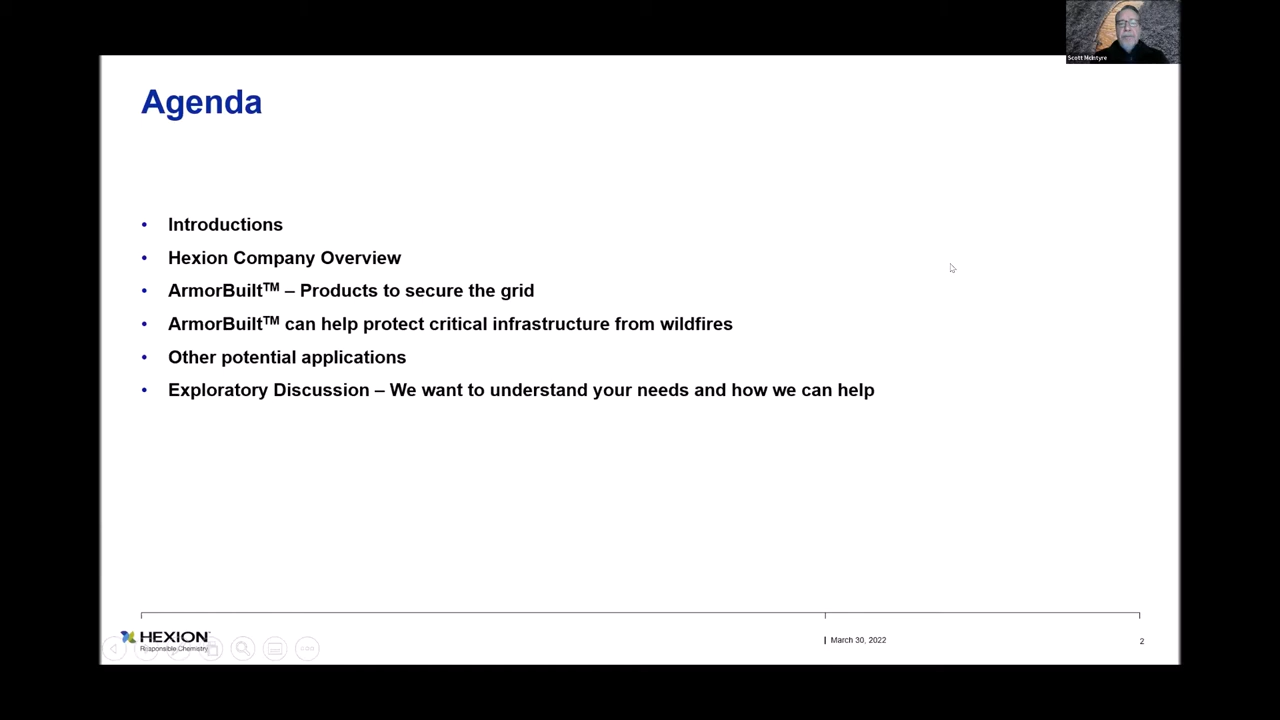 Scott McIntyre
Agenda
• Introductions
• Hexion Company Overview
• ArmorBuilt™ – Products to secure the grid
• ArmorBuilt™ can help protect critical infrastructure from wildfires
• Other potential applications
• Exploratory Discussion – We want to understand your needs and how we can help
HEXION
Responsible Chemistry
March 30, 2022
2